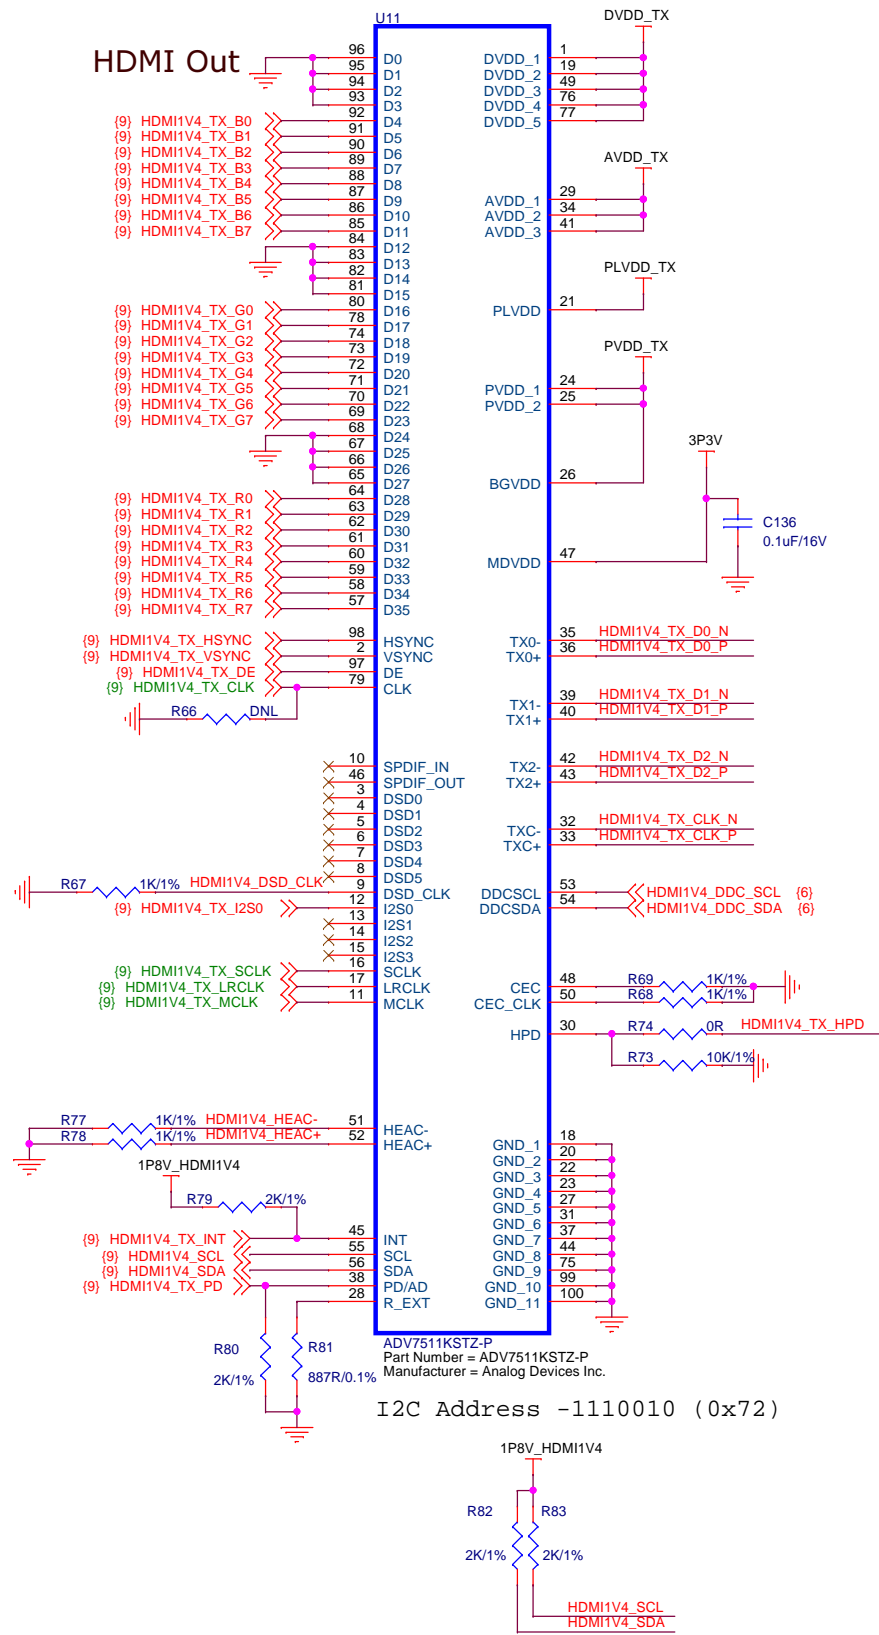 U11
HDMI Out
DVDD_TX
96 D0 DVDD_1 1
95 D1 DVDD_2 19
94 D2 DVDD_3 49
93 D3 DVDD_4 76
{9} HDMI1V4_TX_B0 92 D4 DVDD_5 77
{9} HDMI1V4_TX_B1 91 D5
{9} HDMI1V4_TX_B2 90 D6 AVDD_TX
{9} HDMI1V4_TX_B3 89 D7
{9} HDMI1V4_TX_B4 88 D8
{9} HDMI1V4_TX_B5 87 D9 AVDD_1 29
{9} HDMI1V4_TX_B6 86 D10 AVDD_2 34
{9} HDMI1V4_TX_B7 85 D11 AVDD_3 41
84 D12
83 D13 PLVDD_TX
82 D14
81 D15
{9} HDMI1V4_TX_G0 80 D16 PLVDD 21
{9} HDMI1V4_TX_G1 78 D17
{9} HDMI1V4_TX_G2 74 D18 PVDD_TX
{9} HDMI1V4_TX_G3 73 D19
{9} HDMI1V4_TX_G4 72 D20
{9} HDMI1V4_TX_G5 71 D21 PVDD_1 24
{9} HDMI1V4_TX_G6 70 D22 PVDD_2 25
{9} HDMI1V4_TX_G7 69 D23
68 D24 3P3V
67 D25
66 D26
65 D27 BGVDD 26
{9} HDMI1V4_TX_R0 64 D28
{9} HDMI1V4_TX_R1 63 D29 C136
{9} HDMI1V4_TX_R2 62 D30 0.1uF/16V
{9} HDMI1V4_TX_R3 61 D31
{9} HDMI1V4_TX_R4 60 D32 MDVDD 47
{9} HDMI1V4_TX_R5 59 D33
{9} HDMI1V4_TX_R6 58 D34
{9} HDMI1V4_TX_R7 57 D35
{9} HDMI1V4_TX_HSYNC 98 HSYNC TX0- 35 HDMI1V4_TX_D0_N
{9} HDMI1V4_TX_VSYNC 2 VSYNC TX0+ 36 HDMI1V4_TX_D0_P
{9} HDMI1V4_TX_DE 97 DE
{9} HDMI1V4_TX_CLK 79 CLK
TX1- 39 HDMI1V4_TX_D1_N
R66 DNL TX1+ 40 HDMI1V4_TX_D1_P
10 SPDIF_IN TX2- 42 HDMI1V4_TX_D2_N
46 SPDIF_OUT TX2+ 43 HDMI1V4_TX_D2_P
3 DSD0
4 DSD1
5 DSD2 TXC- 32 HDMI1V4_TX_CLK_N
6 DSD3 TXC+ 33 HDMI1V4_TX_CLK_P
7 DSD4
8 DSD5
R67 1K/1% HDMI1V4_DSD_CLK 9 DSD_CLK DDCSCL 53 HDMI1V4_DDC_SCL {6}
{9} HDMI1V4_TX_I2S0 12 I2S0 DDCSDA 54 HDMI1V4_DDC_SDA {6}
13 I2S1
14 I2S2
15 I2S3
{9} HDMI1V4_TX_SCLK 16 SCLK
{9} HDMI1V4_TX_LRCLK 17 LRCLK CEC 48 R69 1K/1%
{9} HDMI1V4_TX_MCLK 11 MCLK CEC_CLK 50 R68 1K/1%
HPD 30 R74 0R HDMI1V4_TX_HPD
R73 10K/1%
R77 1K/1% HDMI1V4_HEAC- 51 HEAC-
R78 1K/1% HDMI1V4_HEAC+ 52 HEAC+ GND_1 18
GND_2 20
1P8V_HDMI1V4 GND_3 22
GND_4 23
R79 2K/1% GND_5 27
GND_6 31
{9} HDMI1V4_TX_INT 45 INT GND_7 37
{9} HDMI1V4_SCL 55 SCL GND_8 44
{9} HDMI1V4_SDA 56 SDA GND_9 75
{9} HDMI1V4_TX_PD 38 PD/AD GND_10 99
28 R_EXT GND_11 100
R80 R81
2K/1% 887R/0.1%
ADV7511KSTZ-P
Part Number = ADV7511KSTZ-P
Manufacturer = Analog Devices Inc.
I2C Address -1110010 (0x72)
1P8V_HDMI1V4
R82 R83
2K/1% 2K/1%
HDMI1V4_SCL
HDMI1V4_SDA